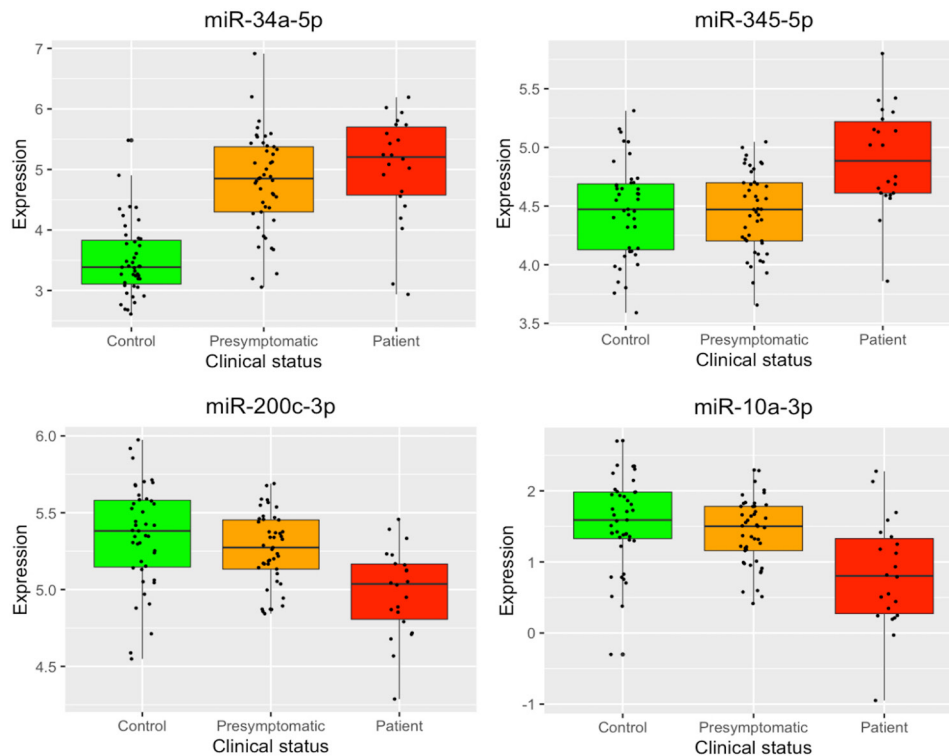 miR-34a-5p
7
6
5
4
3
Expression
Control
Presymptomatic
Patient
Clinical status
miR-345-5p
5.5
5.0
4.5
4.0
3.5
Expression
Control
Presymptomatic
Patient
Clinical status
miR-200c-3p
6.0
5.5
5.0
4.5
Expression
Control
Presymptomatic
Patient
Clinical status
miR-10a-3p
2
1
0
-1
Expression
Control
Presymptomatic
Patient
Clinical status